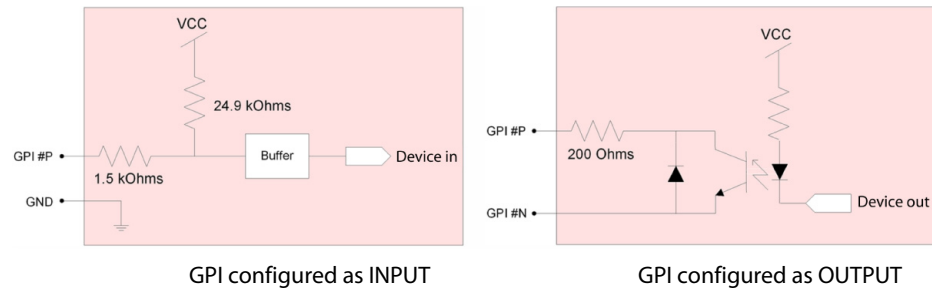 VCC
24.9 kOhms
GPI #P
1.5 kOhms
Buffer
Device in
GND
GPI configured as INPUT
VCC
GPI #P
200 Ohms
GPI #N
Device out
GPI configured as OUTPUT